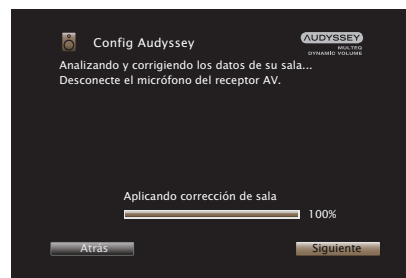 Config Audyssey
AUDYSSEY
MULTEQ
DYNAMIC VOLUME
Analizando y corrigiendo los datos de su sala...
Desconecte el micrófono del receptor AV.
Aplicando corrección de sala
100%
Atrás
Siguiente